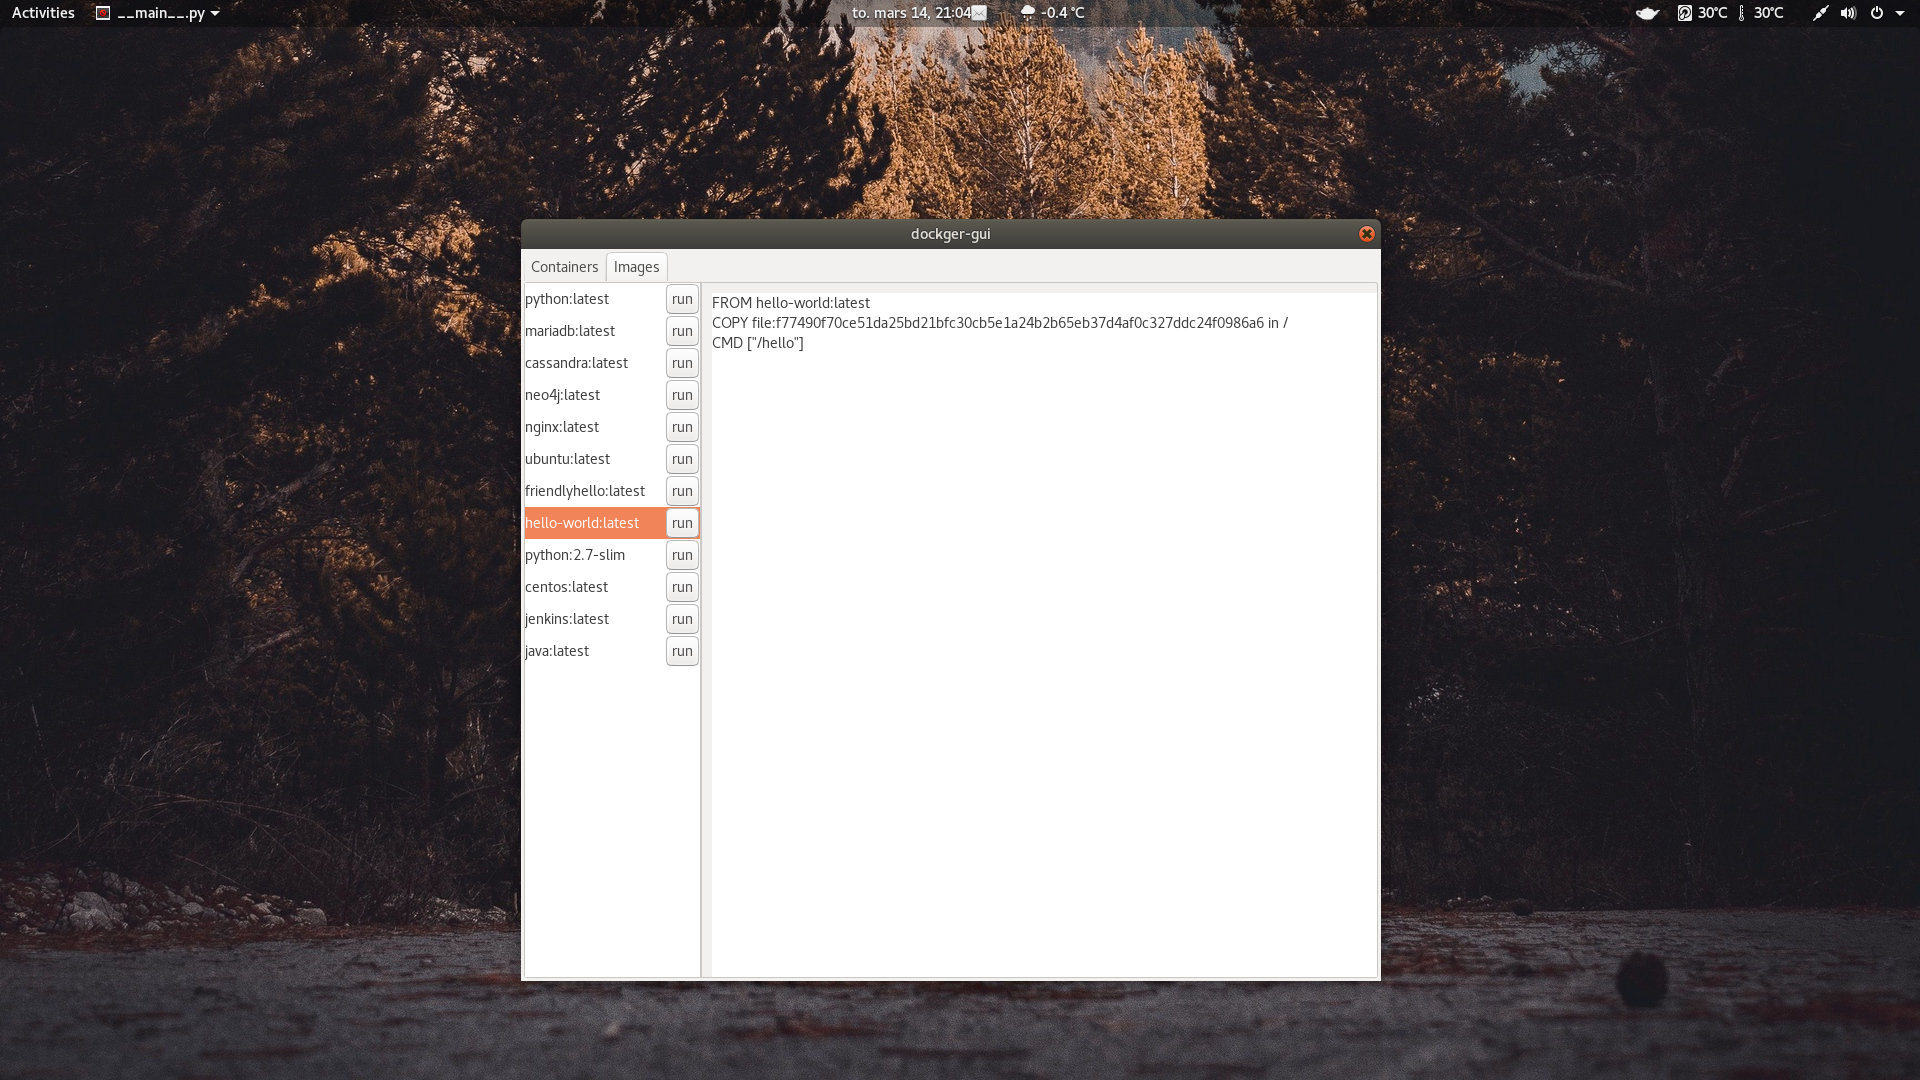 Activities __main__.py to. mars 14, 21:04 -0.4 °C 30°C 30°C
dockger-gui
Containers Images
python:latest run
mariadb:latest run
cassandra:latest run
neo4j:latest run
nginx:latest run
ubuntu:latest run
friendlyhello:latest run
hello-world:latest run
python:2.7-slim run
centos:latest run
jenkins:latest run
java:latest run
FROM hello-world:latest
COPY file:f77490f70ce51da25bd21bfc30cb5e1a24b2b65eb37d4af0c327ddc24f0986a6 in /
CMD ["/hello"]